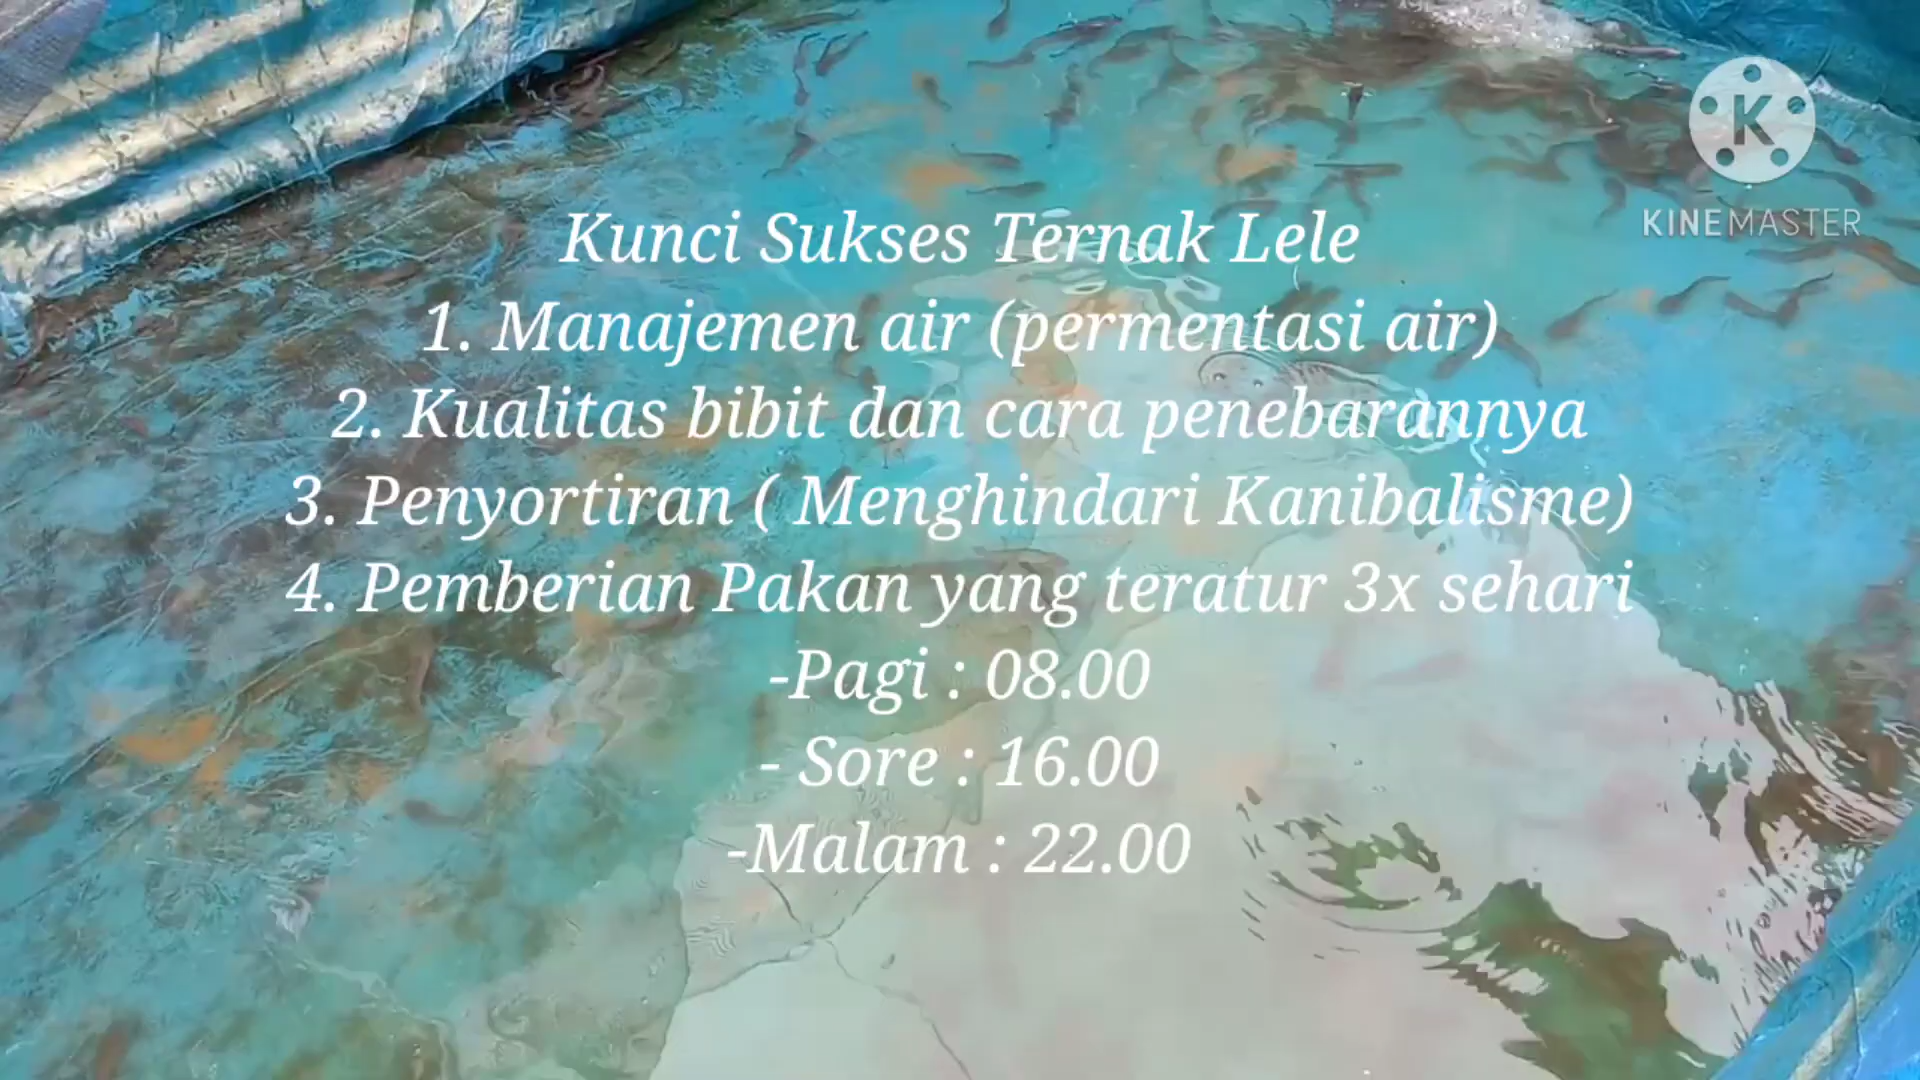 K
KINEMASTER
Kunci Sukses Ternak Lele
1. Manajemen air (permentasi air)
2. Kualitas bibit dan cara penebarannya
3. Penyortiran ( Menghindari Kanibalisme)
4. Pemberian Pakan yang teratur 3x sehari
-Pagi : 08.00
- Sore : 16.00
-Malam : 22.00